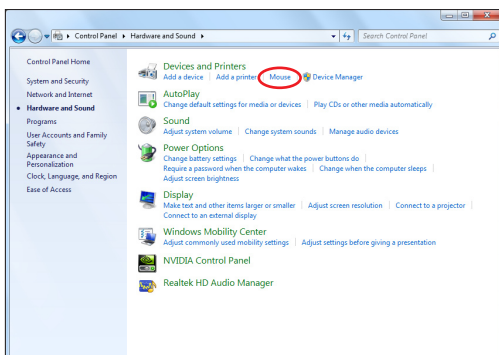 Control Panel ▸ Hardware and Sound ▸
Search Control Panel
Control Panel Home
System and Security
Network and Internet
Hardware and Sound
Programs
User Accounts and Family
Safety
Appearance and
Personalization
Clock, Language, and Region
Ease of Access
Devices and Printers
Add a device | Add a printer | Mouse | Device Manager
AutoPlay
Change default settings for media or devices | Play CDs or other media automatically
Sound
Adjust system volume | Change system sounds | Manage audio devices
Power Options
Change battery settings | Change what the power buttons do |
Require a password when the computer wakes | Change when the computer sleeps |
Adjust screen brightness
Display
Make text and other items larger or smaller | Adjust screen resolution | Connect to a projector |
Connect to an external display
Windows Mobility Center
Adjust commonly used mobility settings | Adjust settings before giving a presentation
NVIDIA Control Panel
Realtek HD Audio Manager